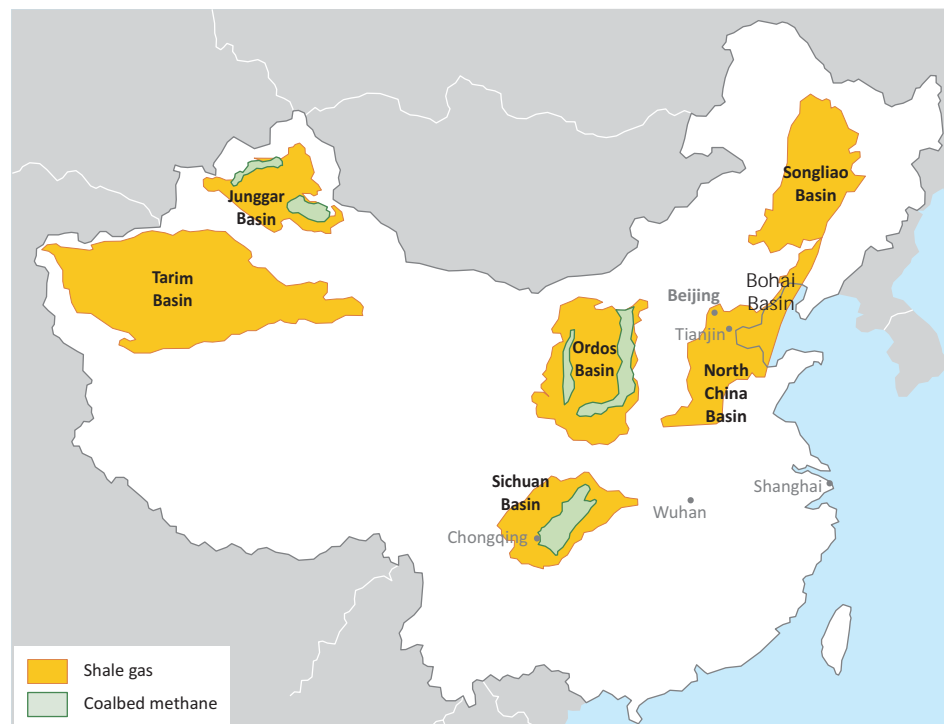 Songliao
Basin
Junggar
Basin
Tarim
Basin
Bohai
Basin
Beijing
Tianjin
Ordos
Basin
North
China
Basin
Sichuan
Basin
Shanghai
Wuhan
Chongqing
Shale gas
Coalbed methane